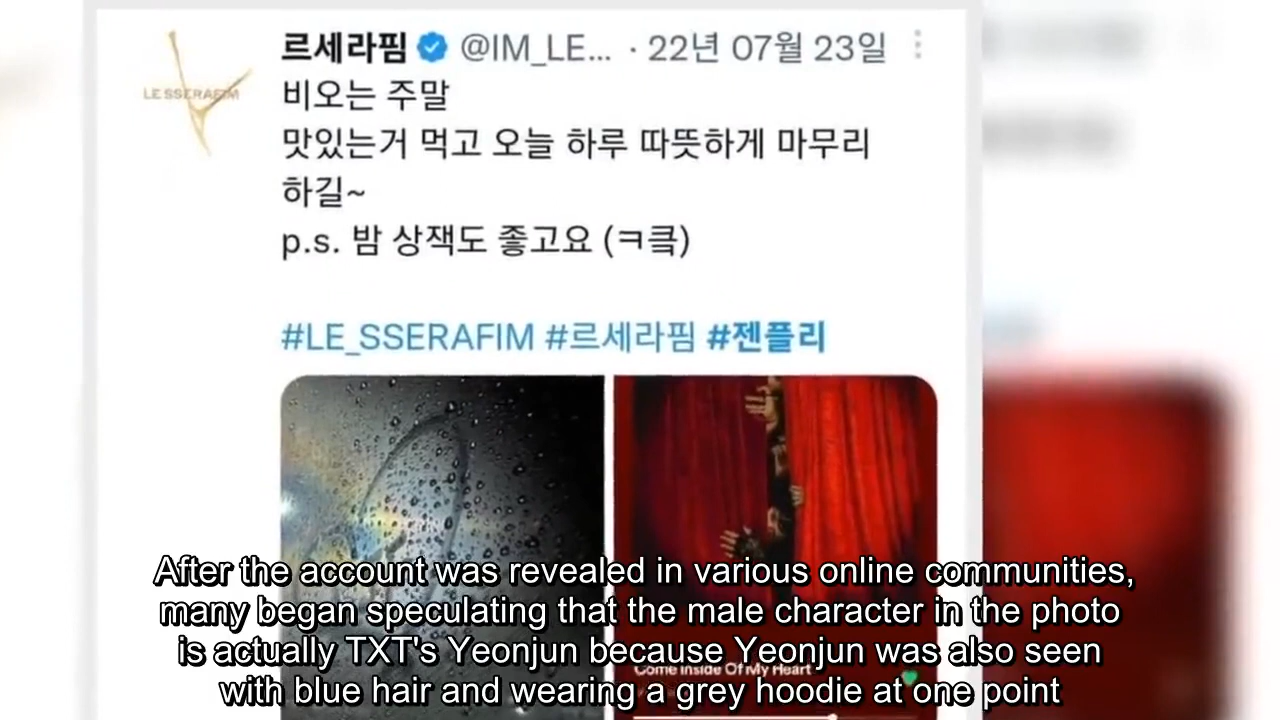 LE SSERAFIM
르세라핌 @IM_LE... · 22년 07월 23일
비오는 주말
맛있는거 먹고 오늘 하루 따뜻하게 마무리
하길~
p.s. 밤 상잭도 좋고요 (ㅋ킄)
#LE_SSERAFIM #르세라핌 #젠플리
Come Inside Of My Heart
After the account was revealed in various online communities,
many began speculating that the male character in the photo
is actually TXT's Yeonjun because Yeonjun was also seen
with blue hair and wearing a grey hoodie at one point